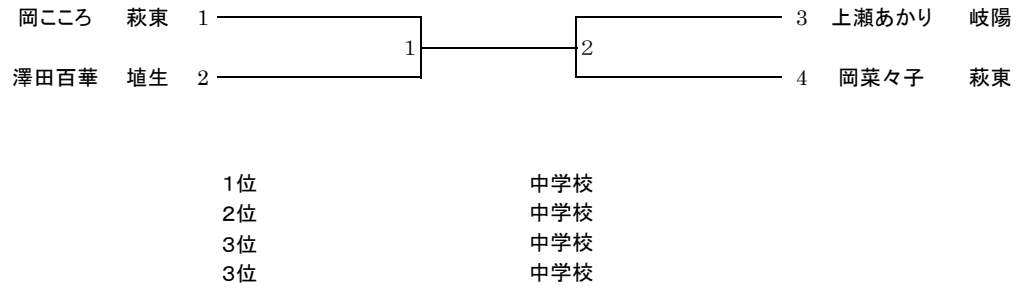 岡こころ 萩東 1 3 上瀬あかり 岐陽
1 2
澤田百華 埴生 2 4 岡菜々子 萩東
1位 中学校
2位 中学校
3位 中学校
3位 中学校